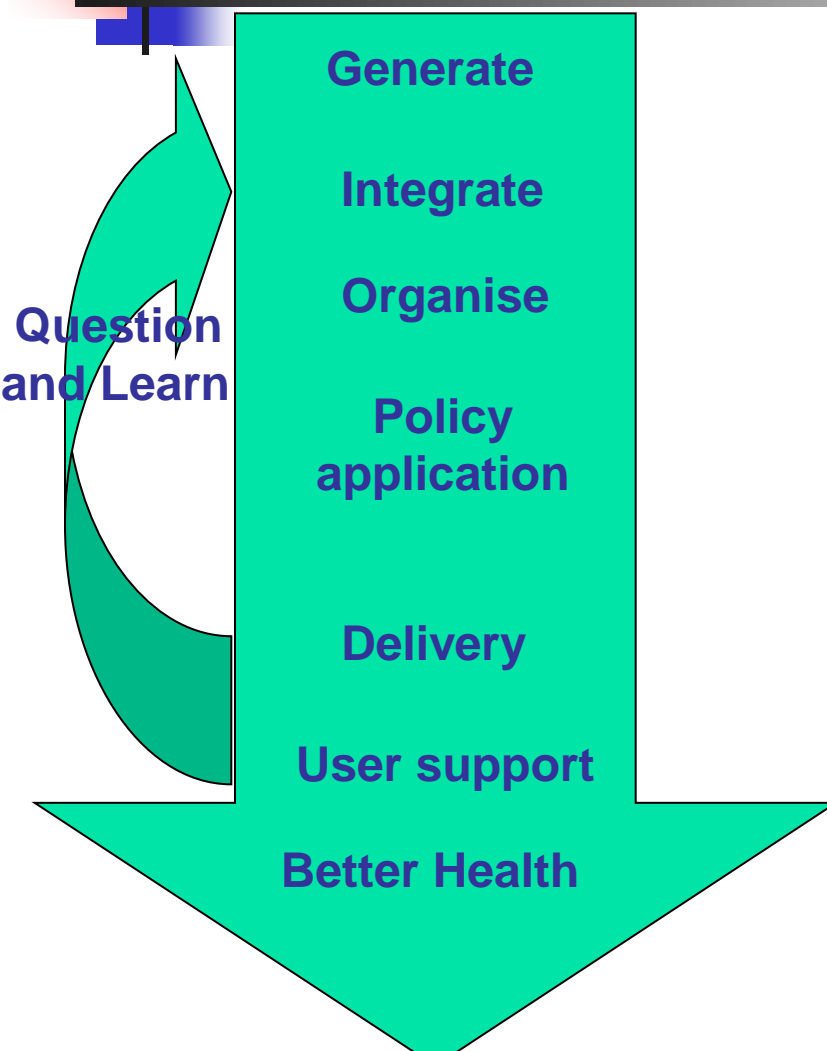 Generate
Integrate
Organise
Question
and Learn
Policy
application
Delivery
User support
Better Health